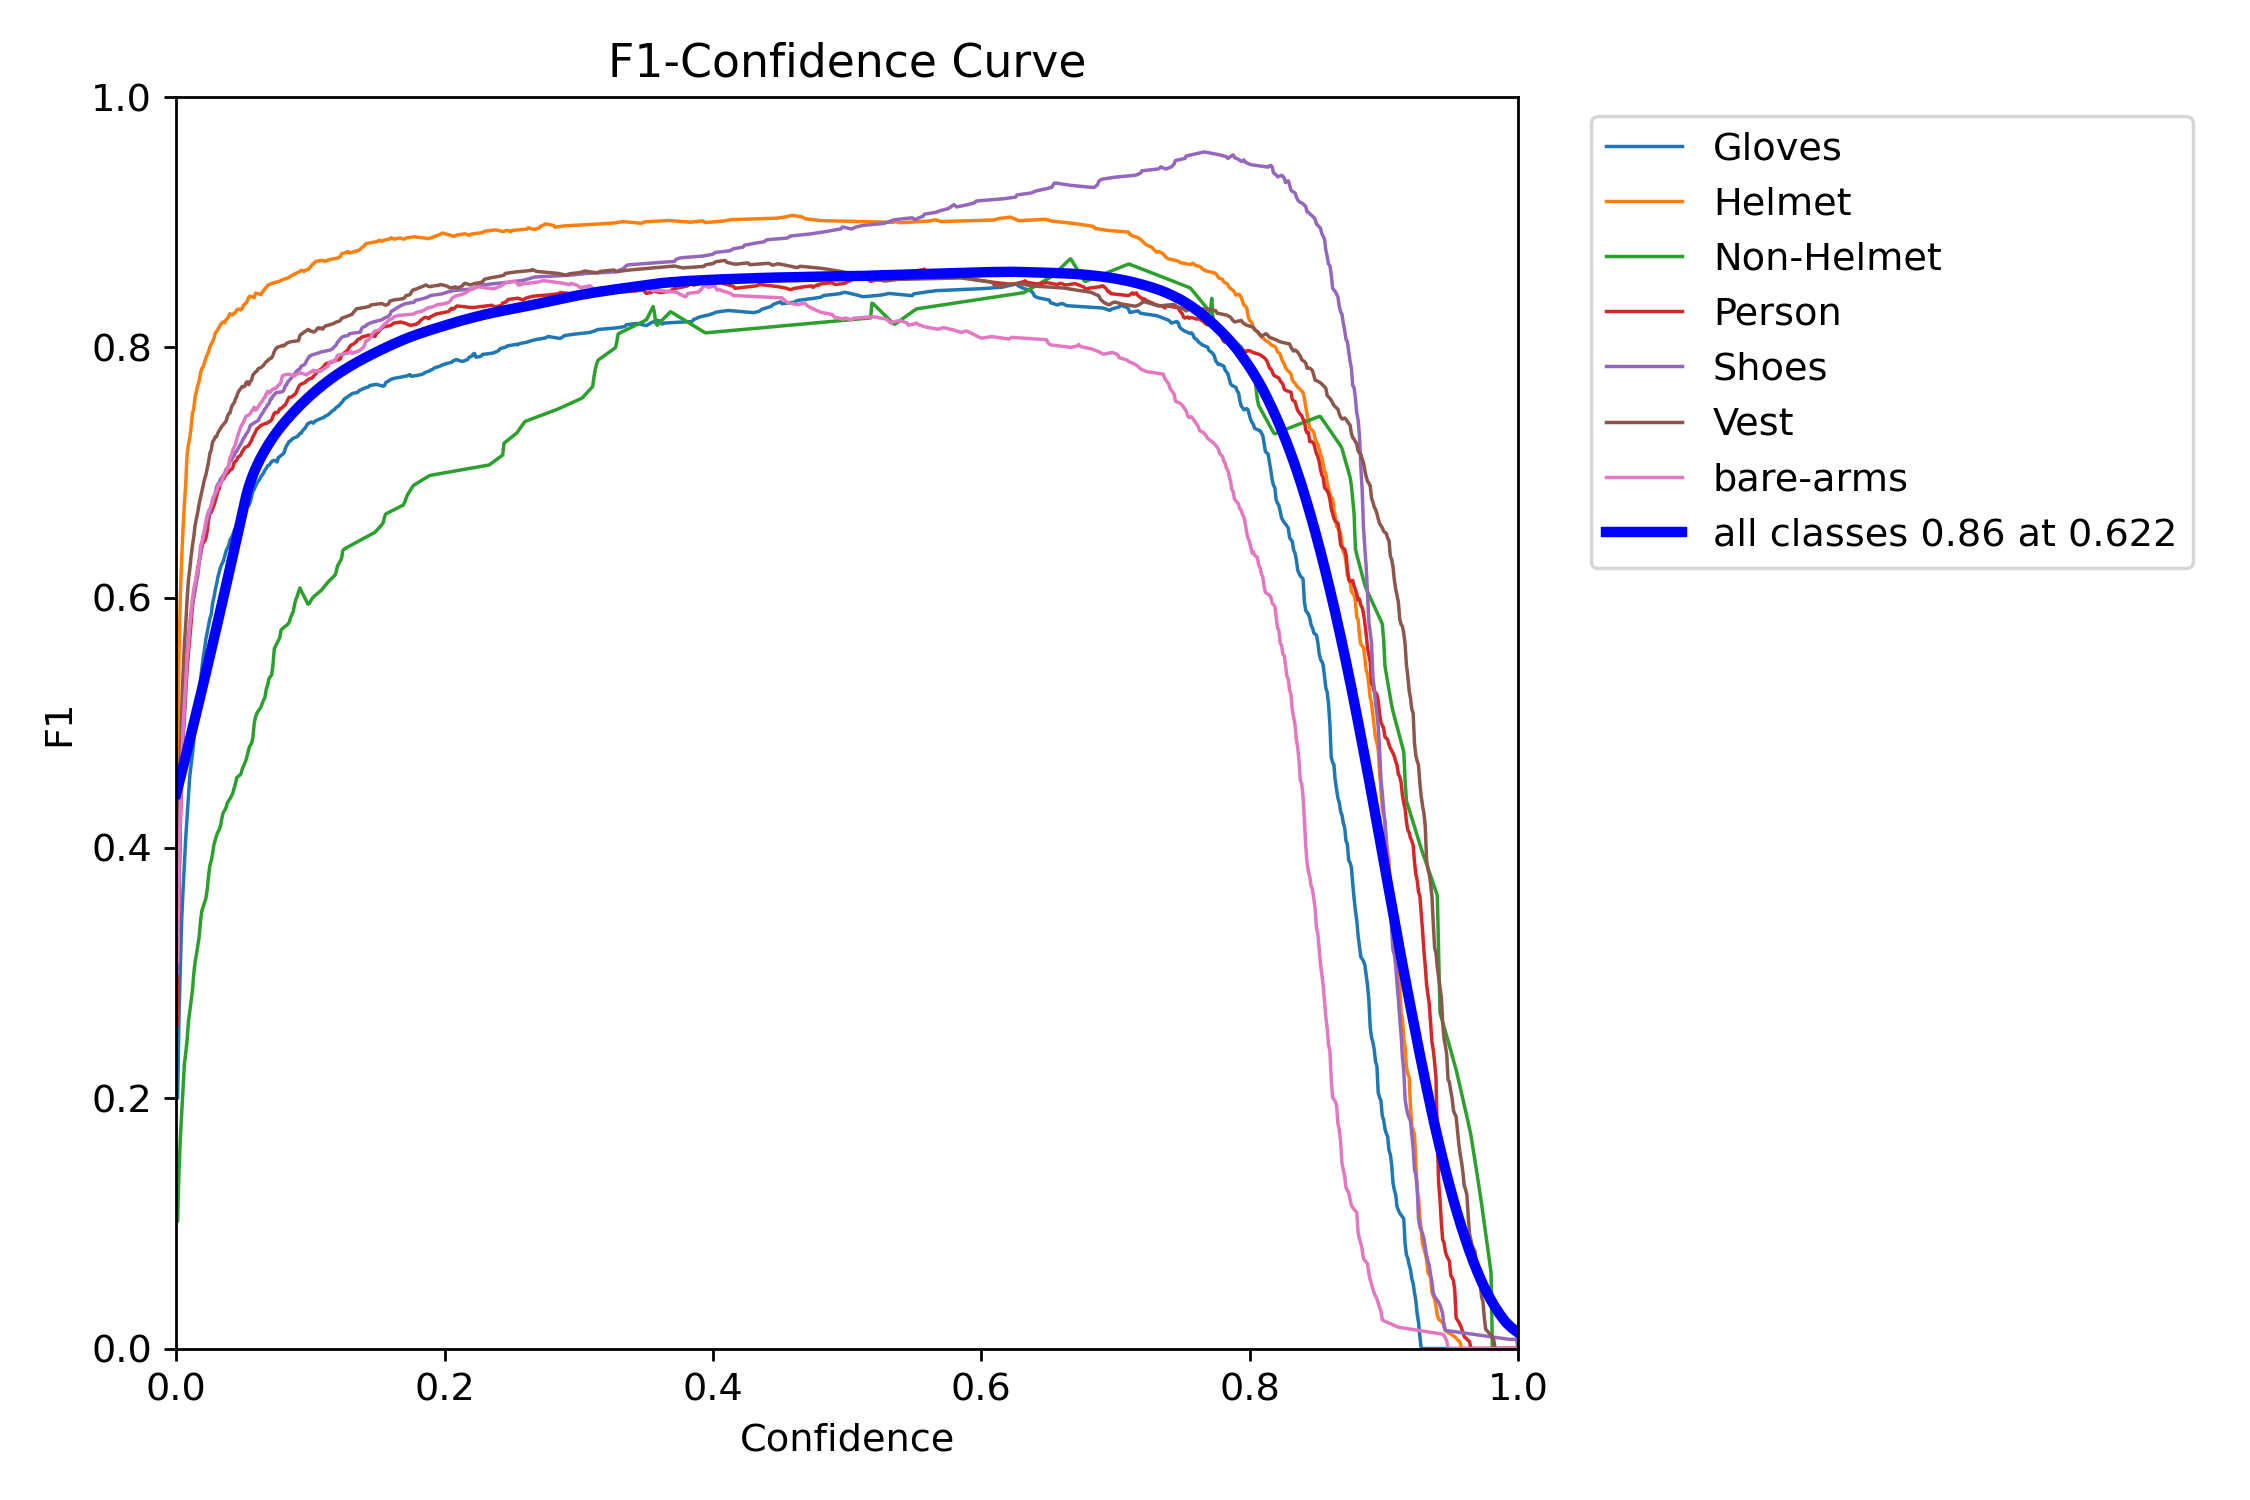 F1-Confidence Curve
1.0
0.8
0.6
0.4
0.2
0.0
F1
0.0 0.2 0.4 0.6 0.8 1.0
Confidence
Gloves
Helmet
Non-Helmet
Person
Shoes
Vest
bare-arms
all classes 0.86 at 0.622